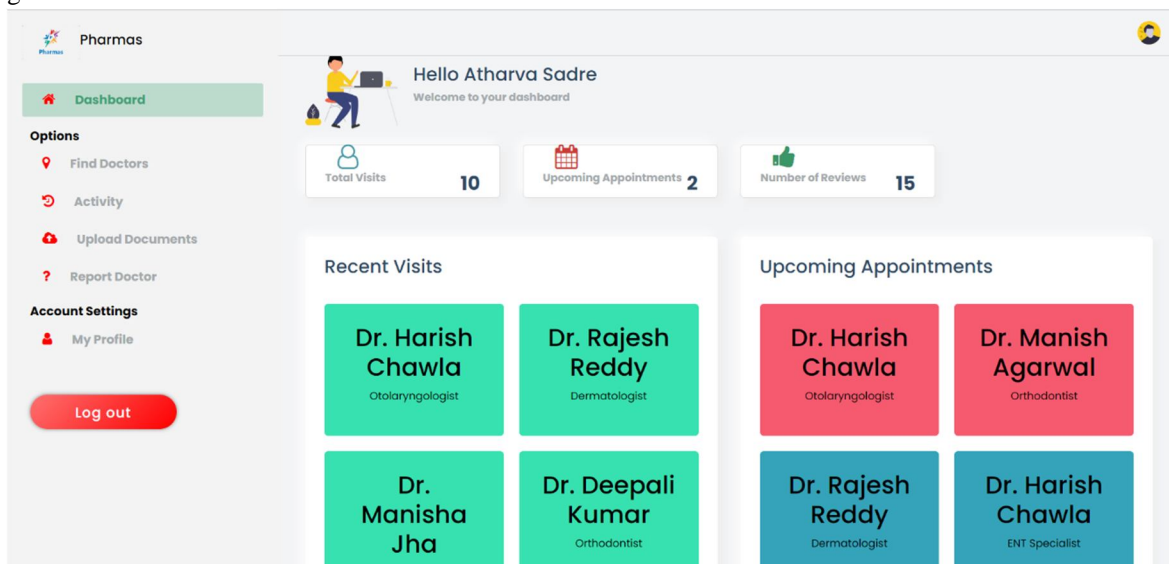 Pharmas
Pharmas
Dashboard
Options
Find Doctors
Activity
Upload Documents
Report Doctor
Account Settings
My Profile
Log out
Hello Atharva Sadre
Welcome to your dashboard
Total Visits 10
Upcoming Appointments 2
Number of Reviews 15
Recent Visits
Dr. Harish
Chawla
Otolaryngologist
Dr. Rajesh
Reddy
Dermatologist
Dr.
Manisha
Jha
Dr. Deepali
Kumar
Orthodontist
Upcoming Appointments
Dr. Harish
Chawla
Otolaryngologist
Dr. Manish
Agarwal
Orthodontist
Dr. Rajesh
Reddy
Dermatologist
Dr. Harish
Chawla
ENT Specialist